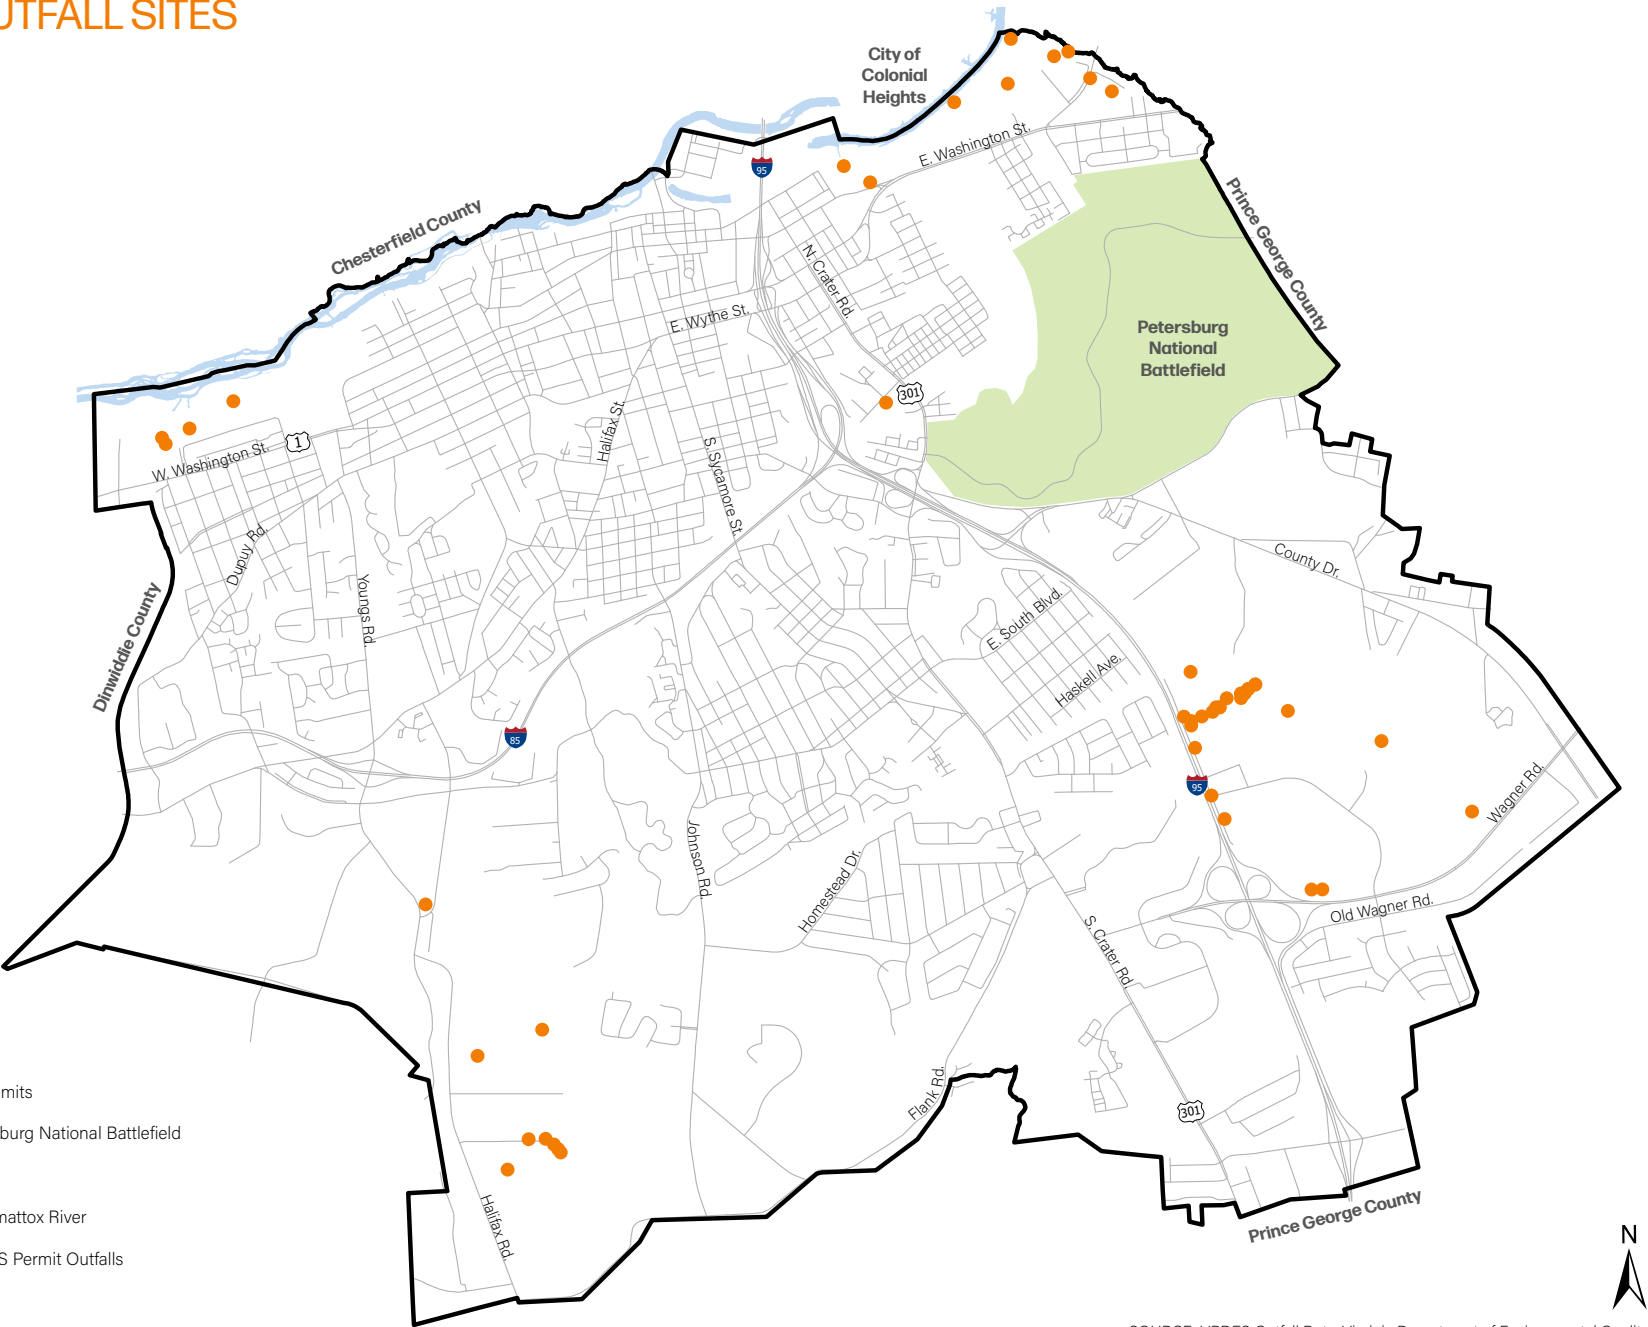 UTFALL SITES
City of
Colonial
Heights
E. Washington St.
95
Chesterfield County
Prince George County
N. Crater Rd.
E. Wythe St.
Petersburg
National
Battlefield
301
1
Halifax St.
W. Washington St.
S. Sycamore St.
Dupuy Rd.
County Dr.
Youngs Rd.
Dinwiddie County
E. South Blvd.
Haskell Ave.
85
95
Wagner Rd.
Johnson Rd.
Homestead Dr.
Old Wagner Rd.
S. Crater Rd.
Flank Rd.
301
mits
burg National Battlefield
Halifax Rd.
Prince George County
mattox River
S Permit Outfalls
N